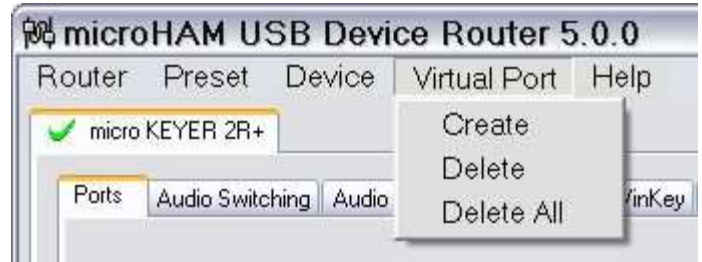 microHAM USB Device Router 5.0.0
Router Preset Device Virtual Port Help
micro KEYER 2R+
Create
Delete
Delete All
Ports Audio Switching Audio